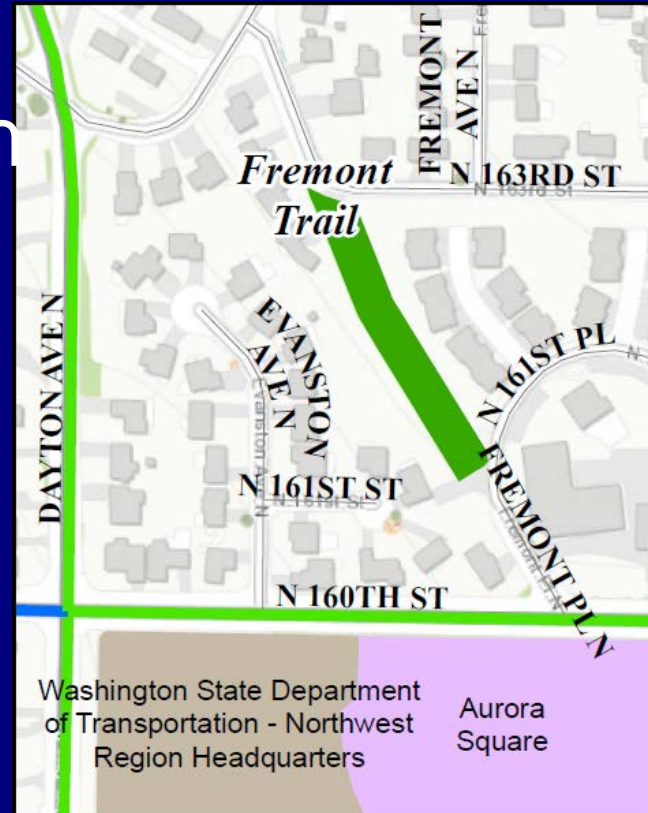 n
FREMONT
AVE N
Fremont
Trail
N 163RD ST
N 163rd St
DAYTON AVE N
EVANSTON
AVE N
Evanston Ave N
N 161ST PL
N
N 161ST ST
N 161st St
FREMONT PL N
Fremont Pl N
N 160TH ST
Washington State Department
of Transportation - Northwest
Region Headquarters
Aurora
Square